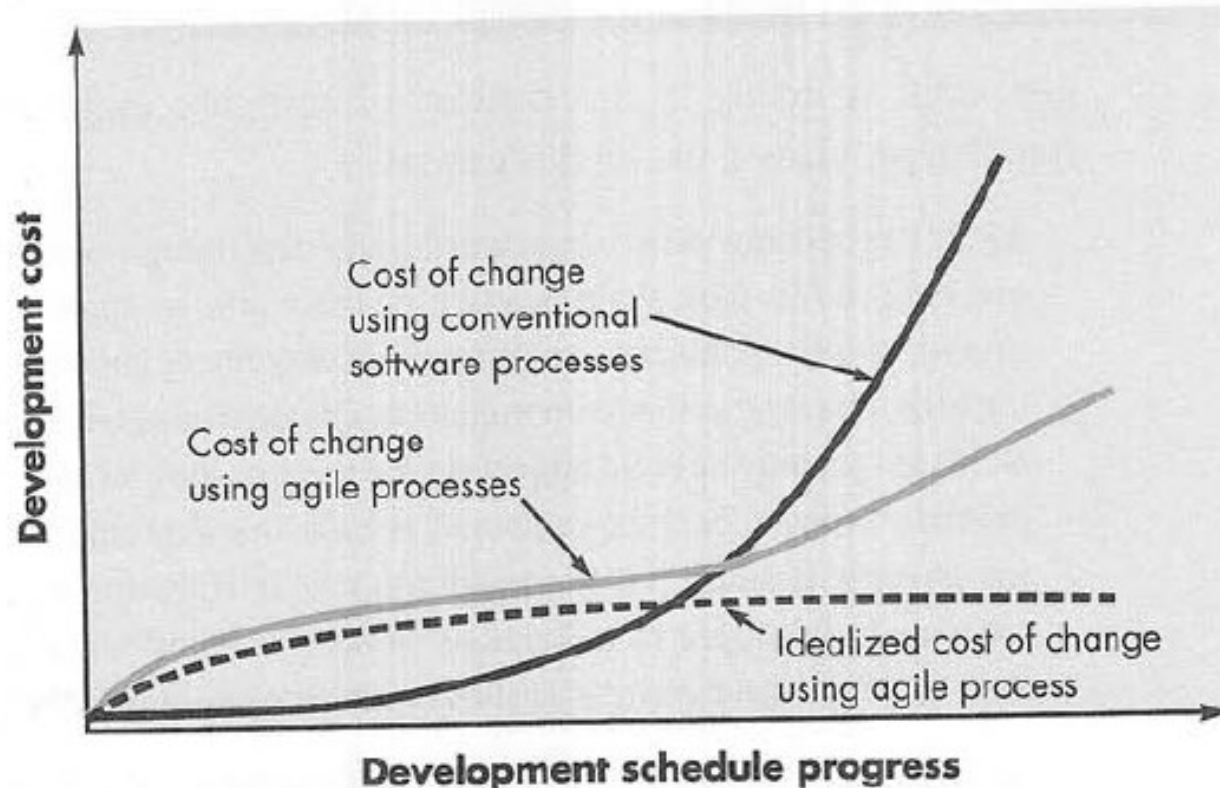 Development cost
Cost of change
using conventional
software processes
Cost of change
using agile processes
Idealized cost of change
using agile process
Development schedule progress